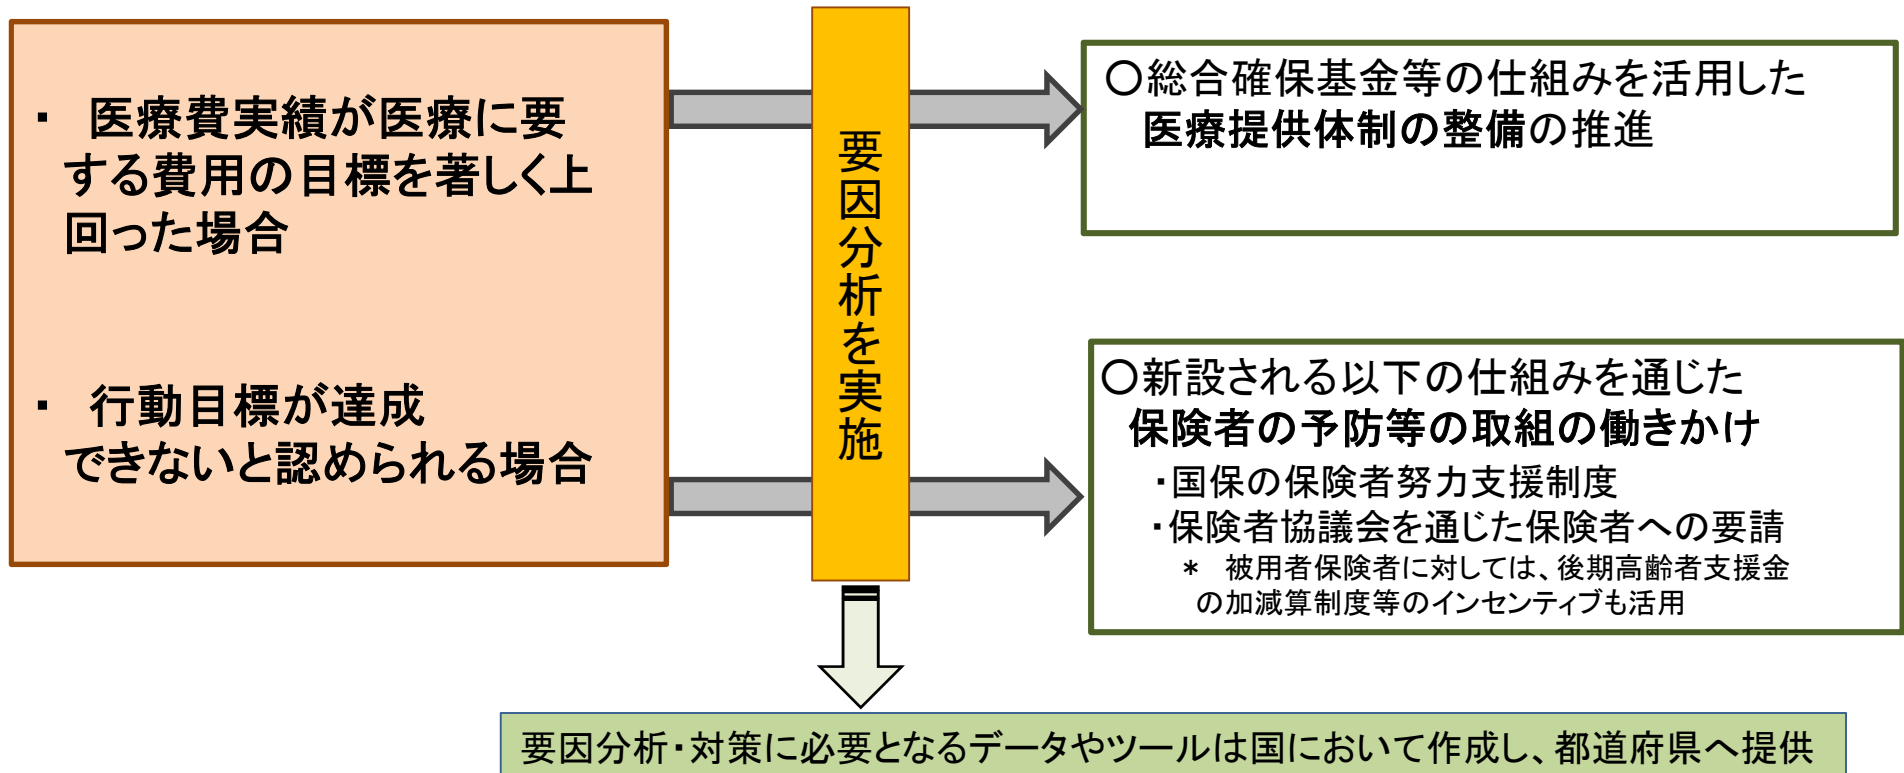 ・ 医療費実績が医療に要
する費用の目標を著しく上
回った場合
・ 行動目標が達成
できないと認められる場合
要因分析を実施
○総合確保基金等の仕組みを活用した
医療提供体制の整備の推進
○新設される以下の仕組みを通じた
保険者の予防等の取組の働きかけ
・国保の保険者努力支援制度
・保険者協議会を通じた保険者への要請
* 被用者保険者に対しては、後期高齢者支援金
の加減算制度等のインセンティブも活用
要因分析・対策に必要となるデータやツールは国において作成し、都道府県へ提供